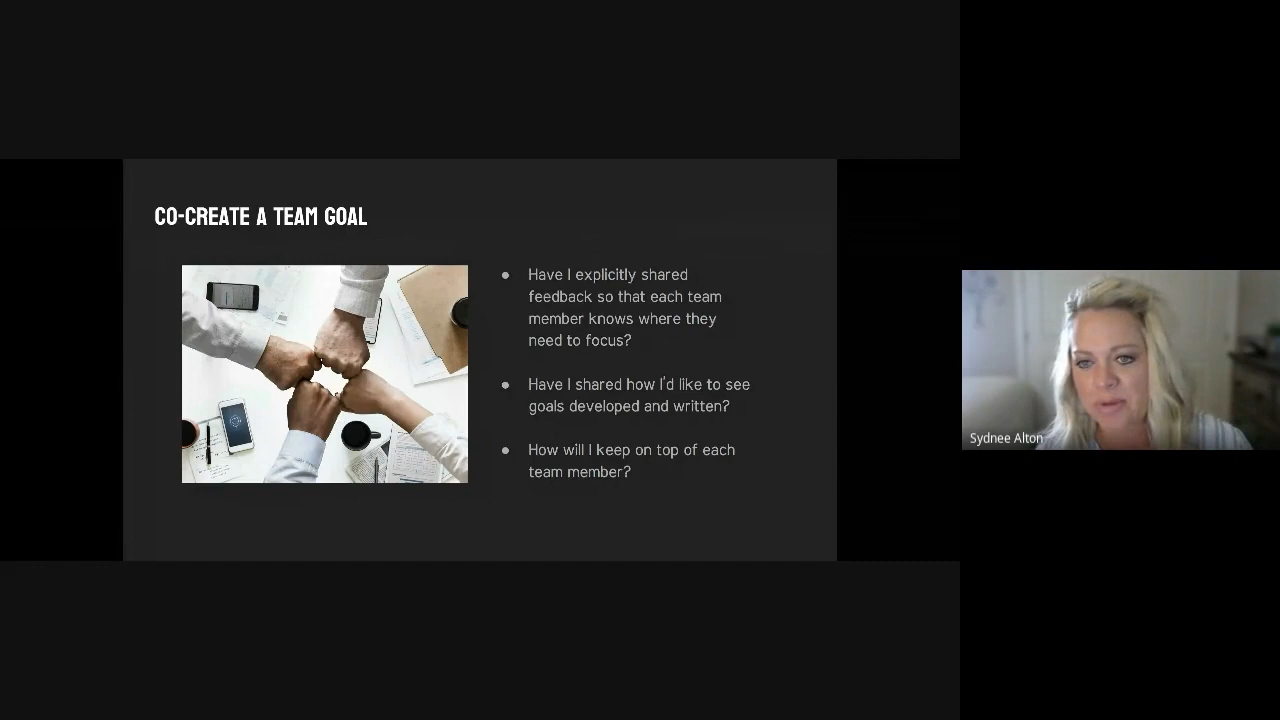 CO-CREATE A TEAM GOAL
● Have I explicitly shared
feedback so that each team
member knows where they
need to focus?
● Have I shared how I'd like to see
goals developed and written?
● How will I keep on top of each
team member?
Sydnee Alton